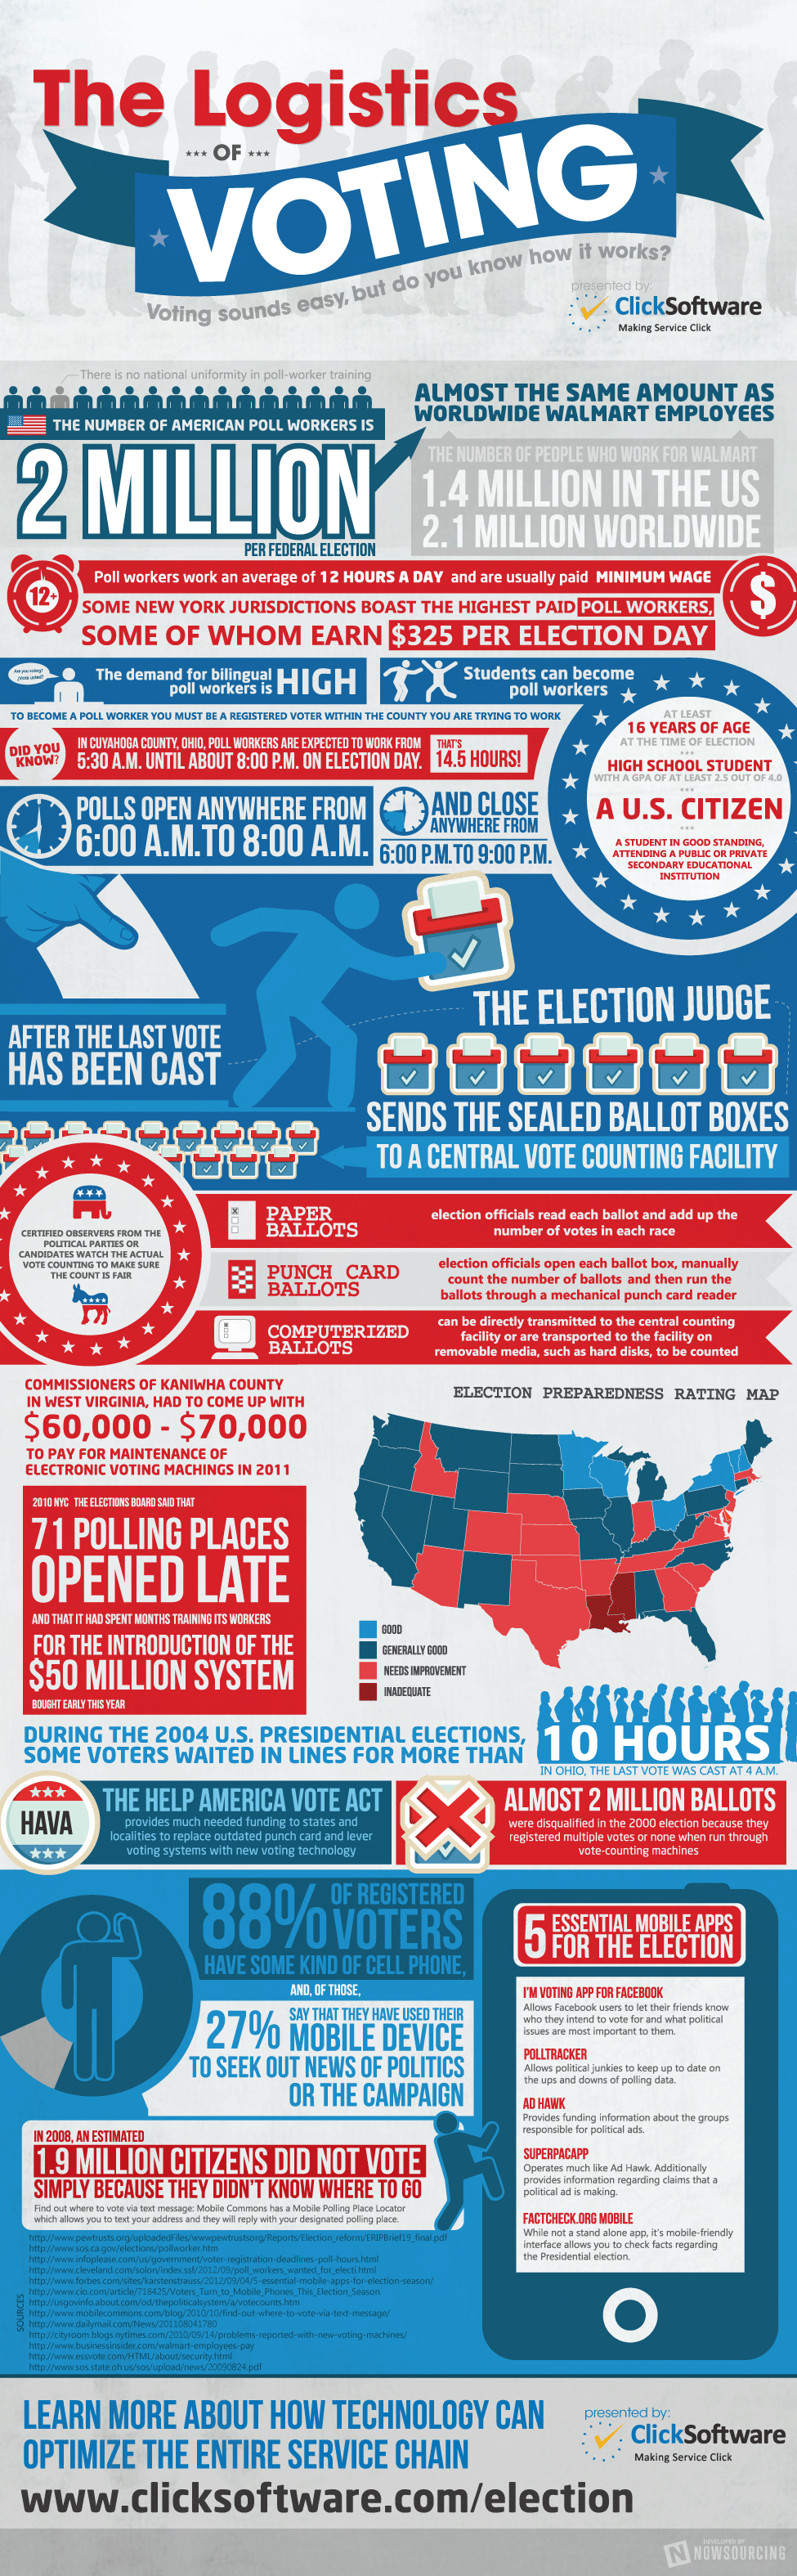 The Logistics
*** OF ***
VOTING
Voting sounds easy, but do you know how it works?
presented by:
ClickSoftware
Making Service Click
There is no national uniformity in poll-worker training
THE NUMBER OF AMERICAN POLL WORKERS IS
2 MILLION
PER FEDERAL ELECTION
ALMOST THE SAME AMOUNT AS
WORLDWIDE WALMART EMPLOYEES
THE NUMBER OF PEOPLE WHO WORK FOR WALMART
1.4 MILLION IN THE US
2.1 MILLION WORLDWIDE
12+
Poll workers work an average of 12 HOURS A DAY and are usually paid MINIMUM WAGE
$
SOME NEW YORK JURISDICTIONS BOAST THE HIGHEST PAID POLL WORKERS,
SOME OF WHOM EARN $325 PER ELECTION DAY
The demand for bilingual
poll workers is HIGH
Students can become
poll workers
TO BECOME A POLL WORKER YOU MUST BE A REGISTERED VOTER WITHIN THE COUNTY YOU ARE TRYING TO WORK
AT LEAST
16 YEARS OF AGE
AT THE TIME OF ELECTION
***
HIGH SCHOOL STUDENT
WITH A GPA OF AT LEAST 2.5 OUT OF 4.0
***
A U.S. CITIZEN
***
A STUDENT IN GOOD STANDING,
ATTENDING A PUBLIC OR PRIVATE
SECONDARY EDUCATIONAL
INSTITUTION
DID YOU
KNOW?
IN CUYAHOGA COUNTY, OHIO, POLL WORKERS ARE EXPECTED TO WORK FROM
5:30 A.M. UNTIL ABOUT 8:00 P.M. ON ELECTION DAY.
THAT'S
14.5 HOURS!
POLLS OPEN ANYWHERE FROM
6:00 A.M.TO 8:00 A.M.
AND CLOSE
ANYWHERE FROM
6:00 P.M.TO 9:00 P.M.
AFTER THE LAST VOTE
HAS BEEN CAST
THE ELECTION JUDGE
SENDS THE SEALED BALLOT BOXES
TO A CENTRAL VOTE COUNTING FACILITY
CERTIFIED OBSERVERS FROM THE
POLITICAL PARTIES OR
CANDIDATES WATCH THE ACTUAL
VOTE COUNTING TO MAKE SURE
THE COUNT IS FAIR
PAPER
BALLOTS
election officials read each ballot and add up the
number of votes in each race
PUNCH CARD
BALLOTS
election officials open each ballot box, manually
count the number of ballots and then run the
ballots through a mechanical punch card reader
COMPUTERIZED
BALLOTS
can be directly transmitted to the central counting
facility or are transported to the facility on
removable media, such as hard disks, to be counted
COMMISSIONERS OF KANIWHA COUNTY
IN WEST VIRGINIA, HAD TO COME UP WITH
$60,000 - $70,000
TO PAY FOR MAINTENANCE OF
ELECTRONIC VOTING MACHINGS IN 2011
2010 NYC THE ELECTIONS BOARD SAID THAT
71 POLLING PLACES
OPENED LATE
AND THAT IT HAD SPENT MONTHS TRAINING ITS WORKERS
FOR THE INTRODUCTION OF THE
$50 MILLION SYSTEM
BOUGHT EARLY THIS YEAR
ELECTION PREPAREDNESS RATING MAP
GOOD
GENERALLY GOOD
NEEDS IMPROVEMENT
INADEQUATE
DURING THE 2004 U.S. PRESIDENTIAL ELECTIONS,
SOME VOTERS WAITED IN LINES FOR MORE THAN
10 HOURS
IN OHIO, THE LAST VOTE WAS CAST AT 4 A.M.
HAVA
THE HELP AMERICA VOTE ACT
provides much needed funding to states and
localities to replace outdated punch card and lever
voting systems with new voting technology
ALMOST 2 MILLION BALLOTS
were disqualified in the 2000 election because they
registered multiple votes or none when run through
vote-counting machines
88% OF REGISTERED
VOTERS
HAVE SOME KIND OF CELL PHONE,
AND, OF THOSE,
27% SAY THAT THEY HAVE USED THEIR
MOBILE DEVICE
TO SEEK OUT NEWS OF POLITICS
OR THE CAMPAIGN
IN 2008, AN ESTIMATED
1.9 MILLION CITIZENS DID NOT VOTE
SIMPLY BECAUSE THEY DIDN'T KNOW WHERE TO GO
Find out where to vote via text message: Mobile Commons has a Mobile Polling Place Locator
which allows you to text your address and they will reply with your designated polling place.
5 ESSENTIAL MOBILE APPS
FOR THE ELECTION
I'M VOTING APP FOR FACEBOOK
Allows Facebook users to let their friends know
who they intend to vote for and what political
issues are most important to them.
POLLTRACKER
Allows political junkies to keep up to date on
the ups and downs of polling data.
AD HAWK
Provides funding information about the groups
responsible for political ads.
SUPERPACAPP
Operates much like Ad Hawk. Additionally
provides information regarding claims that a
political ad is making.
FACTCHECK.ORG MOBILE
While not a stand alone app, it's mobile-friendly
interface allows you to check facts regarding
the Presidential election.
SOURCES
http://www.pewtrusts.org/uploadedFiles/wwwpewtrustsorg/Reports/Election_reform/ERIPBrief19_final.pdf
http://www.sos.ca.gov/elections/pollworker.htm
http://www.infoplease.com/us/government/voter-registration-deadlines-poll-hours.html
http://www.cleveland.com/solon/index.ssf/2012/09/poll_workers_wanted_for_electi.html
http://www.forbes.com/sites/karstenstrauss/2012/09/04/5-essential-mobile-apps-for-election-season/
http://www.cio.com/article/718425/Voters_Turn_to_Mobile_Phones_This_Election_Season
http://usgovinfo.about.com/od/thepoliticalsystem/a/votecounts.htm
http://www.mobilecommons.com/blog/2010/10/find-out-where-to-vote-via-text-message/
http://www.dailymail.com/News/201108041780
http://cityroom.blogs.nytimes.com/2010/09/14/problems-reported-with-new-voting-machines/
http://www.businessinsider.com/walmart-employees-pay
http://www.essvote.com/HTML/about/security.html
http://www.sos.state.oh.us/sos/upload/news/20090824.pdf
LEARN MORE ABOUT HOW TECHNOLOGY CAN
OPTIMIZE THE ENTIRE SERVICE CHAIN
www.clicksoftware.com/election
presented by:
ClickSoftware
Making Service Click
DEVELOPED BY
N NOWSOURCING